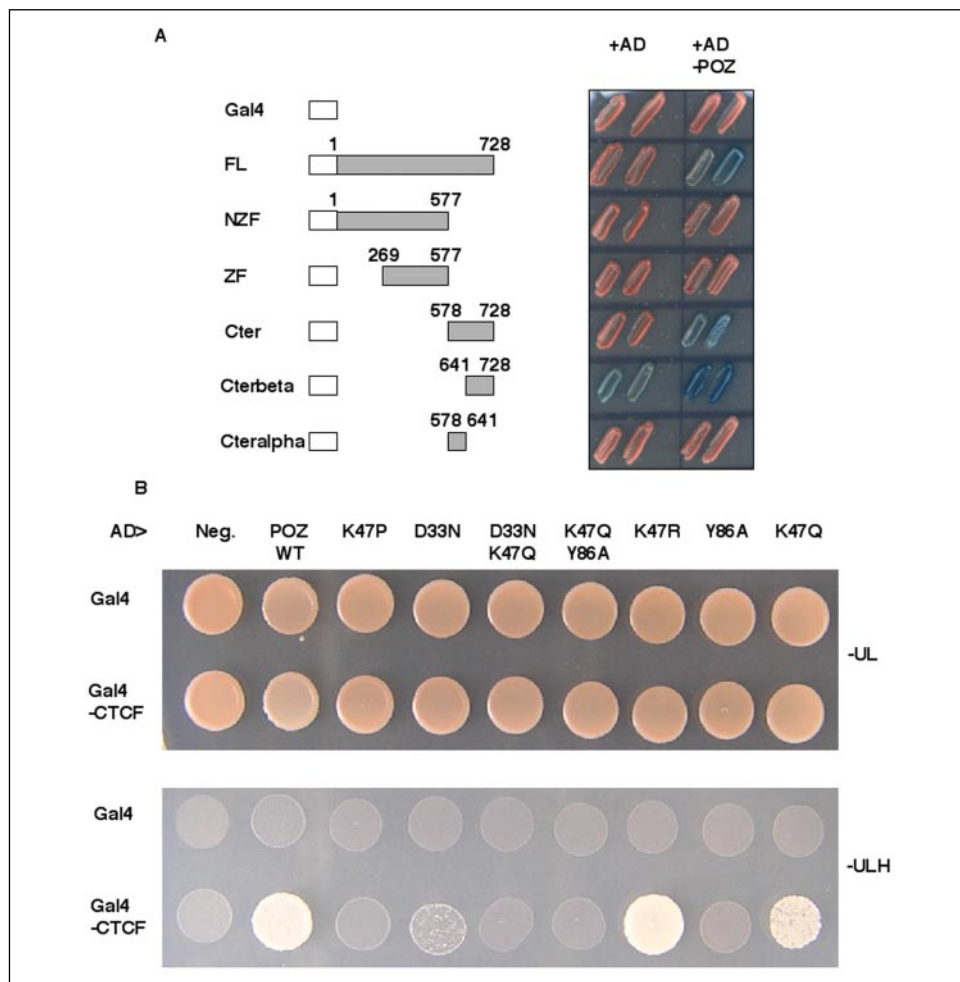 A
+AD +AD
-POZ
Gal4
1 728
FL
1 577
NZF
269 577
ZF
578 728
Cter
641 728
Cterbeta
578 641
Cteralpha
B
AD> Neg. POZ K47P D33N D33N K47Q K47R Y86A K47Q
WT K47Q Y86A
Gal4
-UL
Gal4
-CTCF
Gal4
-ULH
Gal4
-CTCF